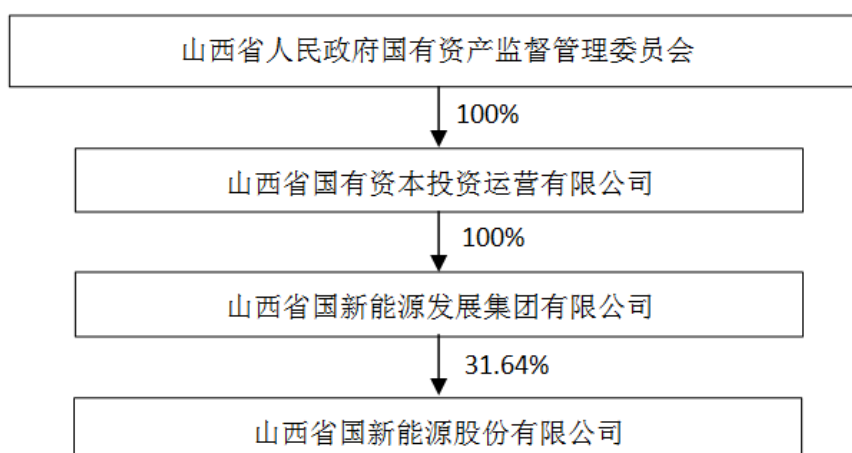 山西省人民政府国有资产监督管理委员会
100%
山西省国有资本投资运营有限公司
100%
山西省国新能源发展集团有限公司
31.64%
山西省国新能源股份有限公司